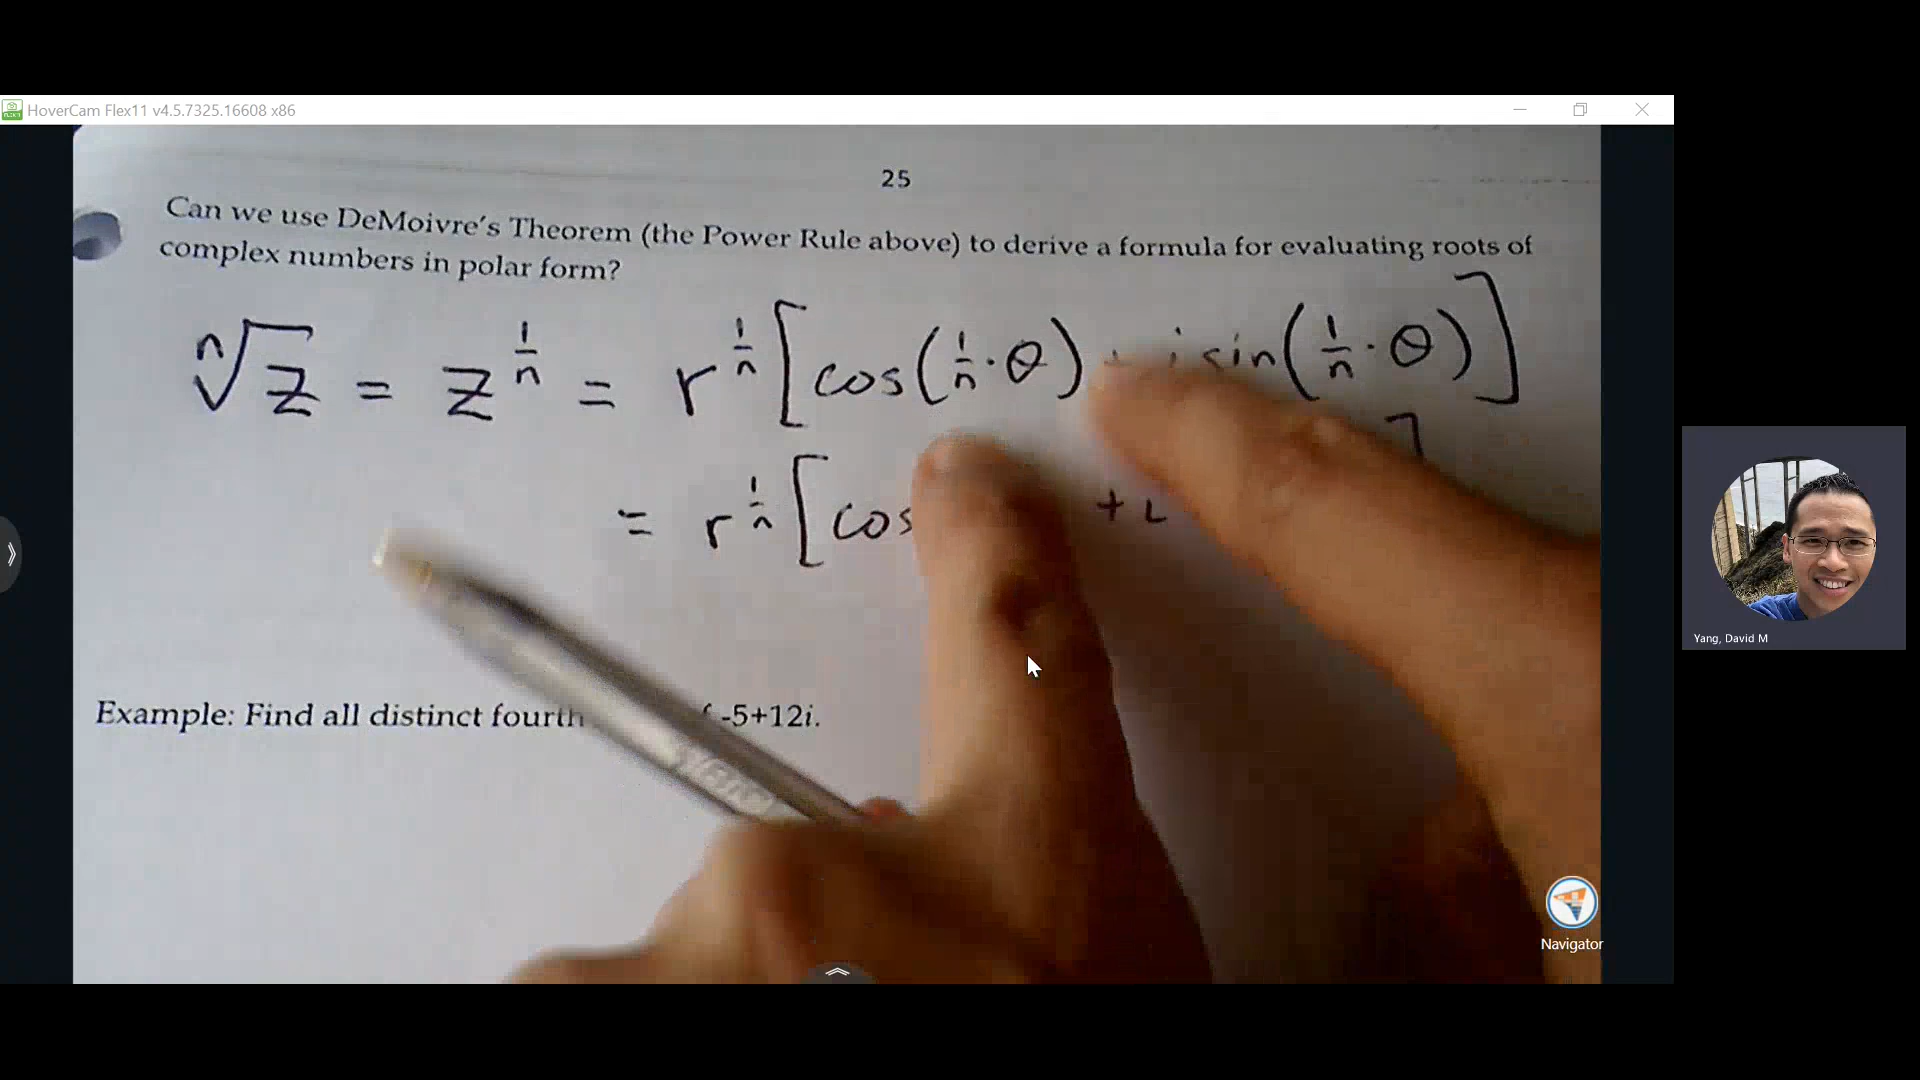 HoverCam Flex11 v4.5.7325.16608 x86
25
Can we use DeMoivre's Theorem (the Power Rule above) to derive a formula for evaluating roots of
complex numbers in polar form?
ⁿ√z = z^(1/n) = r^(1/n) [cos(1/n · θ) + i sin(1/n · θ)]
= r^(1/n) [cos + i ]
Example: Find all distinct fourth -5+12i.
Yang, David M
Navigator